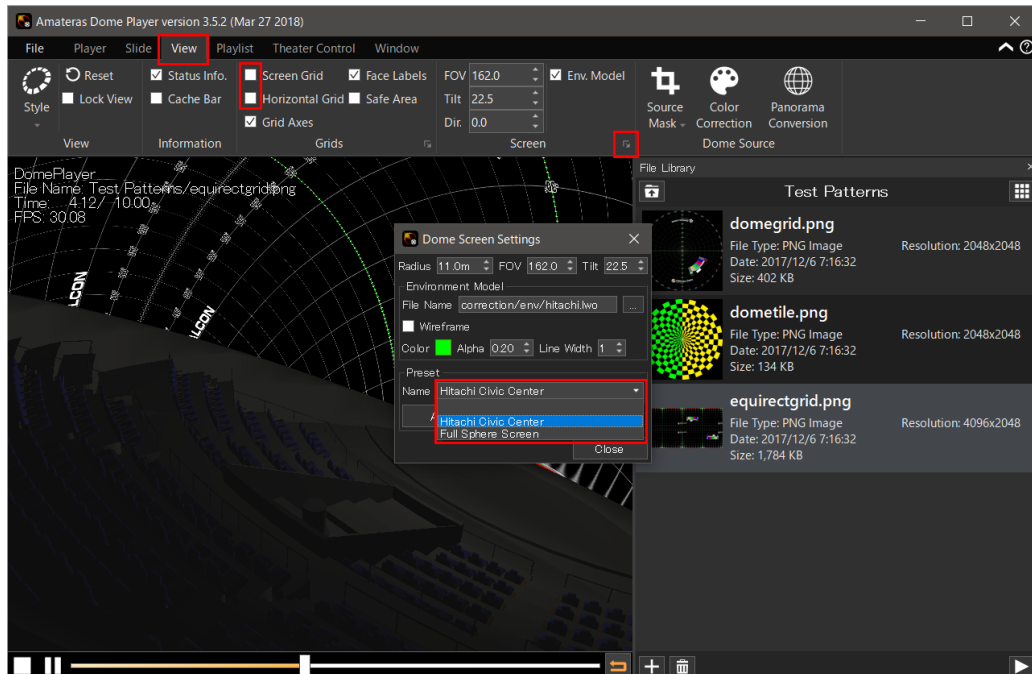 Amateras Dome Player version 3.5.2 (Mar 27 2018)
File Player Slide View Playlist Theater Control Window
Style
Reset
Lock View
View
Status Info.
Cache Bar
Information
Screen Grid Face Labels
Horizontal Grid Safe Area
Grid Axes
Grids
FOV 162.0 Env. Model
Tilt 22.5
Dir. 0.0
Screen
Source Mask
Color Correction
Panorama Conversion
Dome Source
DomePlayer
File Name: Test Patterns/equirectgrid.png
Time: 4.12/ 10.00
FPS: 30.08
LCON
ALCON
Dome Screen Settings
Radius 11.0m FOV 162.0 Tilt 22.5
Environment Model
File Name correction/env/hitachi.lwo ...
Wireframe
Color Alpha 0.20 Line Width 1
Preset
Name Hitachi Civic Center
Hitachi Civic Center
Full Sphere Screen
Close
File Library
Test Patterns
domegrid.png
File Type: PNG Image Resolution: 2048x2048
Date: 2017/12/6 7:16:32
Size: 402 KB
dometile.png
File Type: PNG Image Resolution: 2048x2048
Date: 2017/12/6 7:16:32
Size: 134 KB
equirectgrid.png
File Type: PNG Image Resolution: 4096x2048
Date: 2017/12/6 7:16:32
Size: 1,784 KB